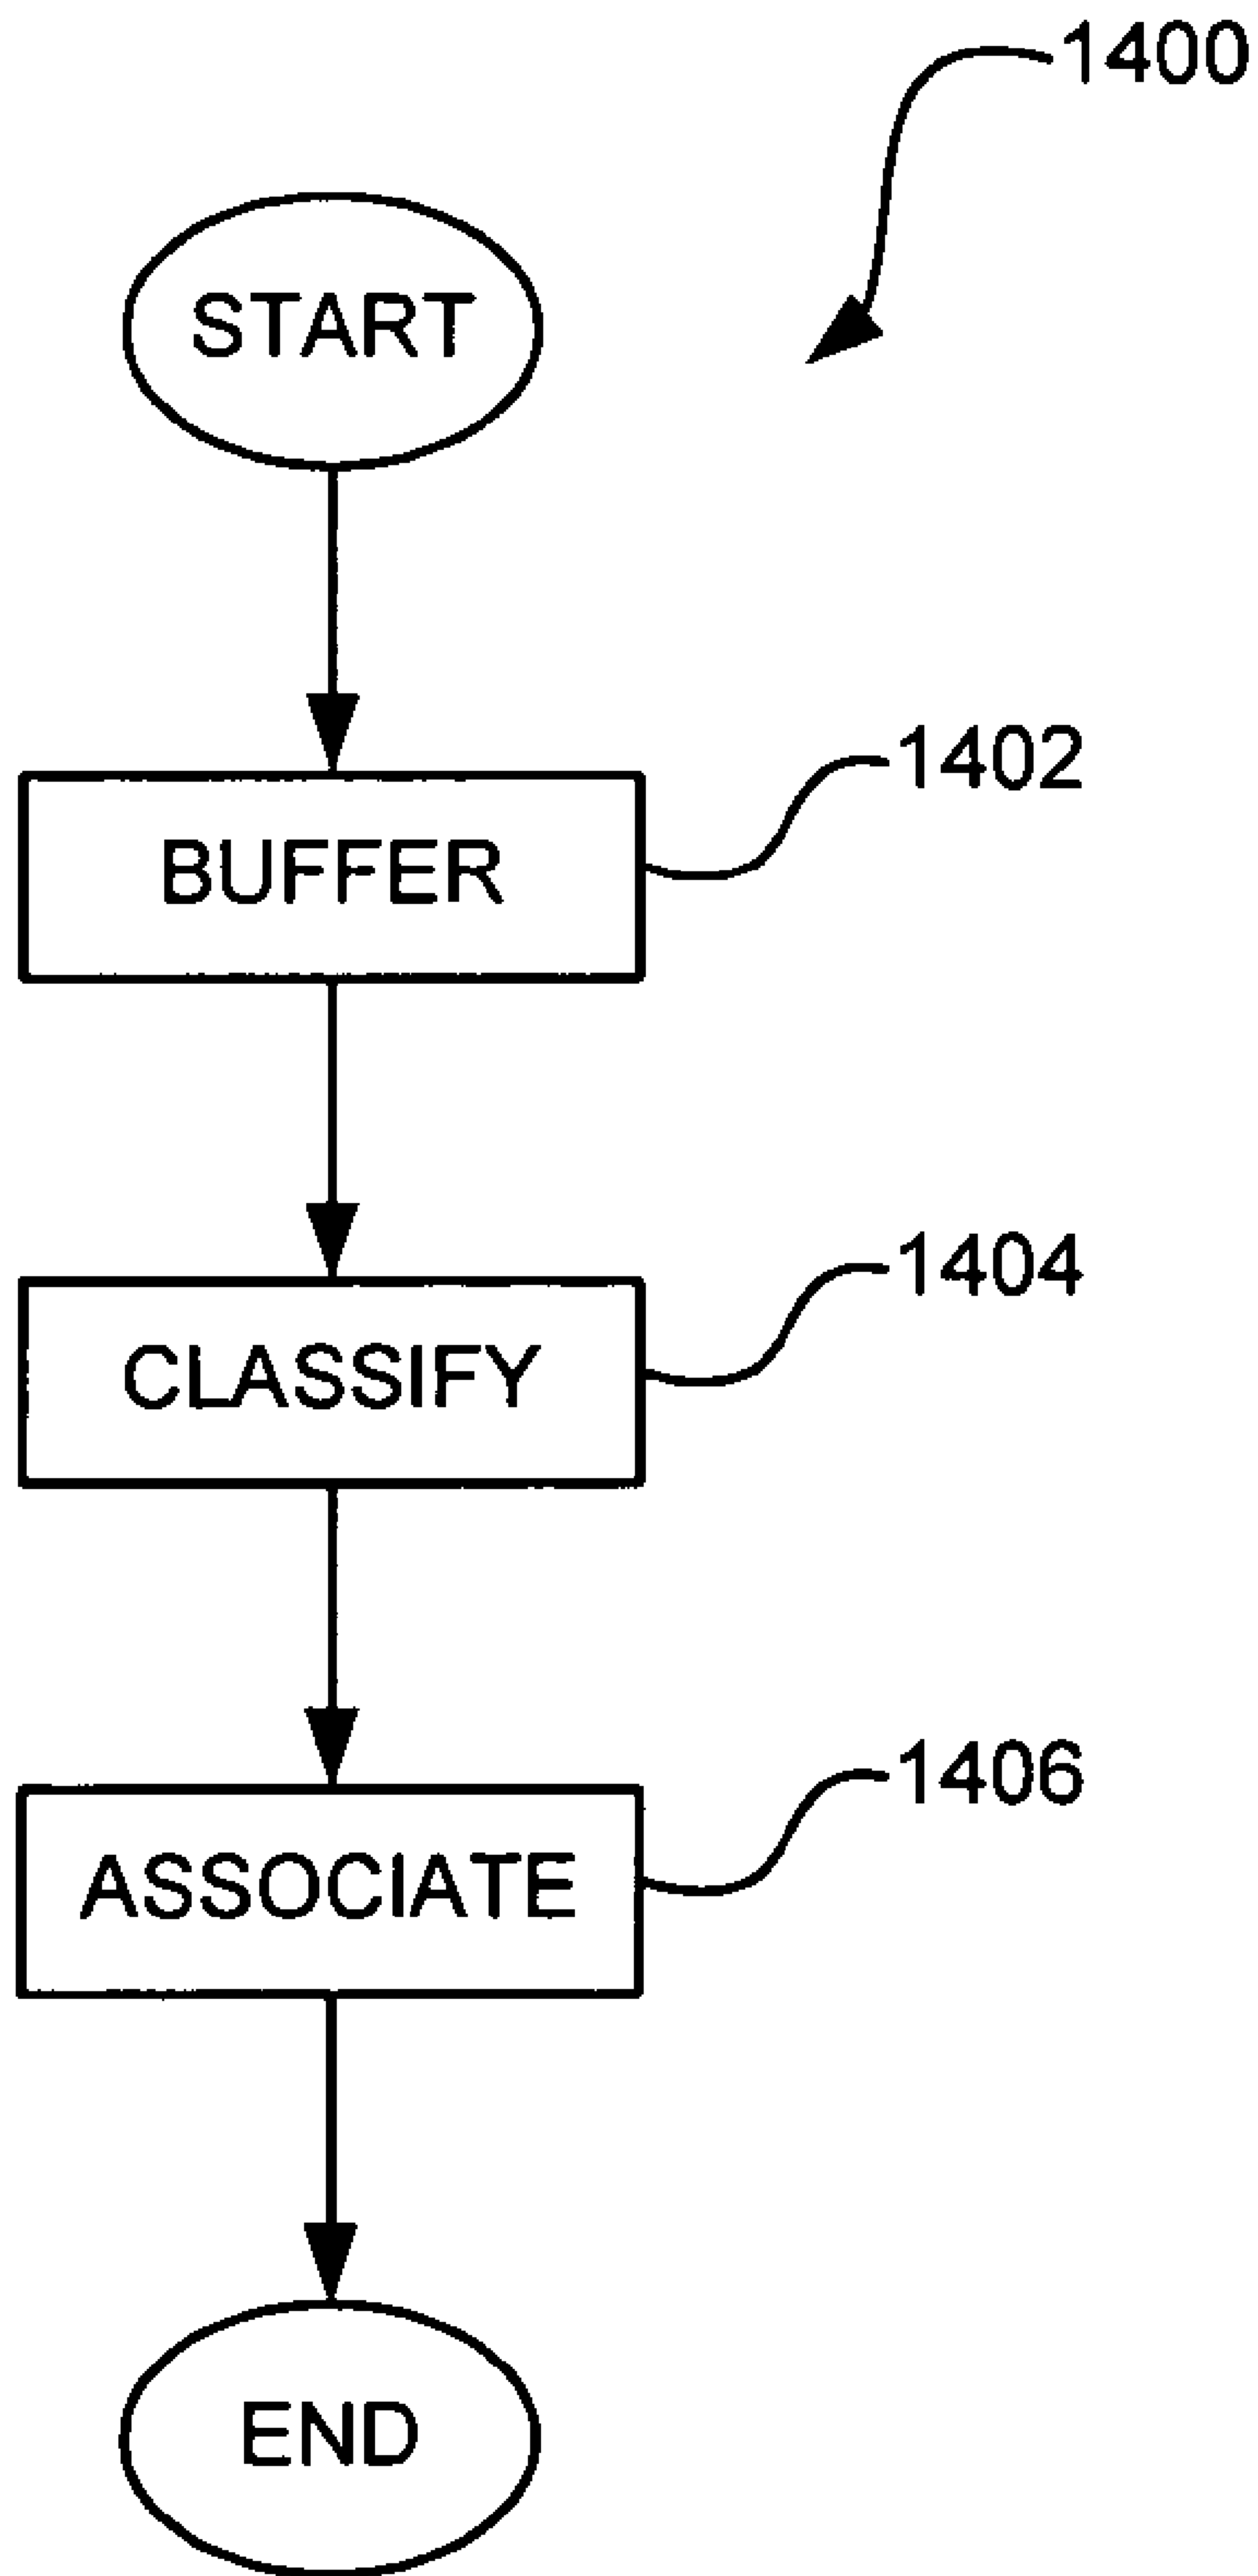 1400
START
1402
BUFFER
1404
CLASSIFY
1406
ASSOCIATE
END